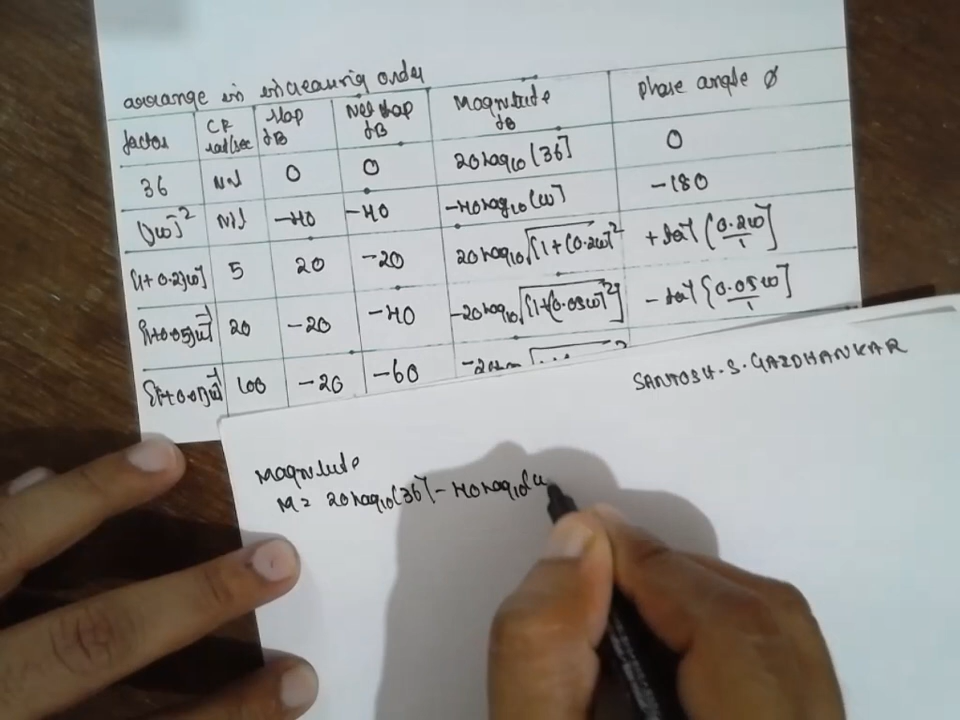 arrange in increasing order
factor CF rad/sec slop dB Net slop dB Magnitude dB phase angle ø
36 Nil 0 0 20log10[36] 0
(jω)^-2 Nil -40 -40 -40log10(ω) -180
[1+0.2jω] 5 20 -20 20log10√[1+(0.2ω)^2] +tan^-1[0.2ω/1]
[1+0.05jω]^-1 20 -20 -40 -20log10√[1+(0.05ω)^2] -tan^-1[0.05ω/1]
[1+0.01jω]^-1 100 -20 -60
SANTOSH.S.GAIDHANKAR
Magnitude
M= 20log10[36]-40log10[ω